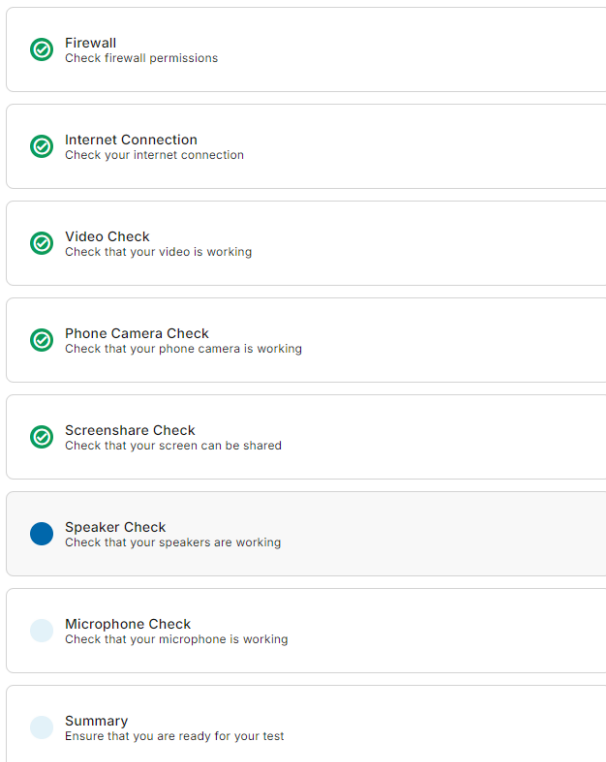 Firewall
Check firewall permissions
Internet Connection
Check your internet connection
Video Check
Check that your video is working
Phone Camera Check
Check that your phone camera is working
Screenshare Check
Check that your screen can be shared
Speaker Check
Check that your speakers are working
Microphone Check
Check that your microphone is working
Summary
Ensure that you are ready for your test